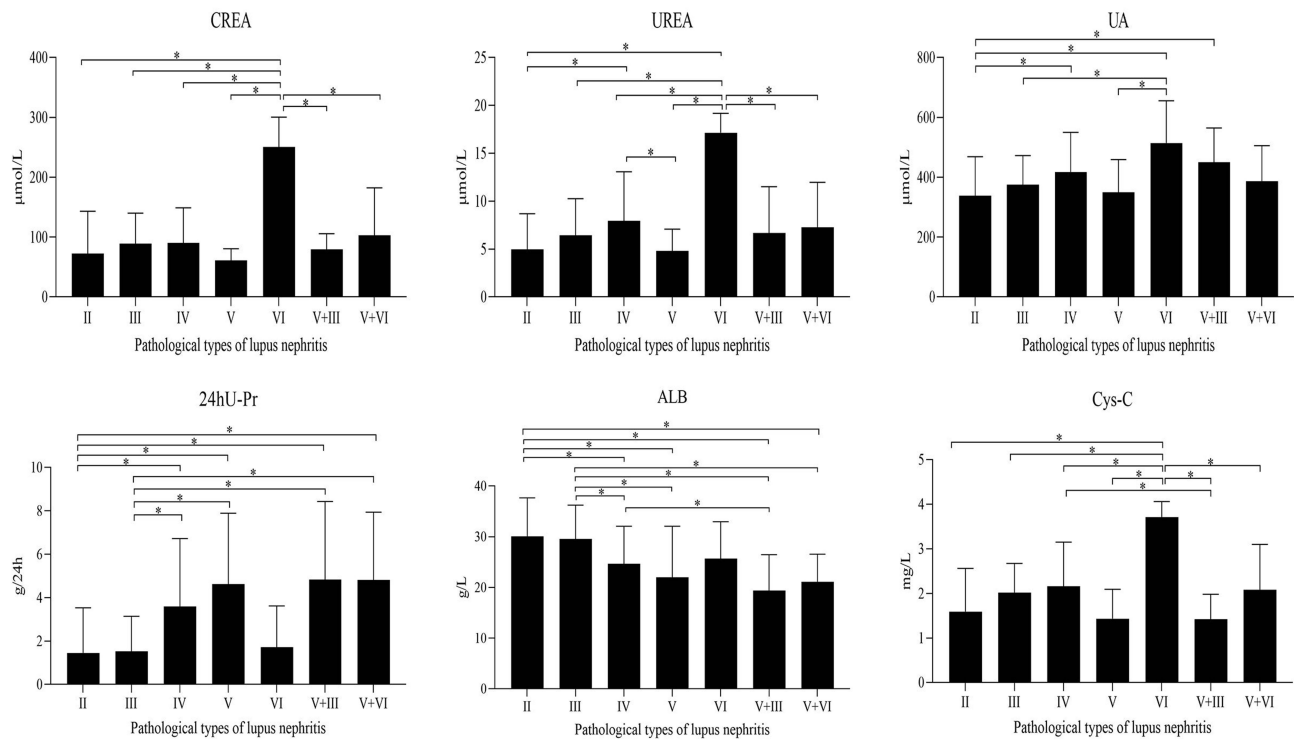 CREA
μmol/L
400
300
200
100
0
* * * * * *
II III IV V VI V+III V+VI
Pathological types of lupus nephritis
UREA
μmol/L
25
20
15
10
5
0
* * * * * * * *
II III IV V VI V+III V+VI
Pathological types of lupus nephritis
UA
μmol/L
800
600
400
200
0
* * * * *
II III IV V VI V+III V+VI
Pathological types of lupus nephritis
24hU-Pr
g/24h
10
8
6
4
2
0
* * * * * * * *
II III IV V VI V+III V+VI
Pathological types of lupus nephritis
ALB
g/L
40
30
20
10
0
* * * * * * * * *
II III IV V VI V+III V+VI
Pathological types of lupus nephritis
Cys-C
mg/L
5
4
3
2
1
0
* * * * * * *
II III IV V VI V+III V+VI
Pathological types of lupus nephritis